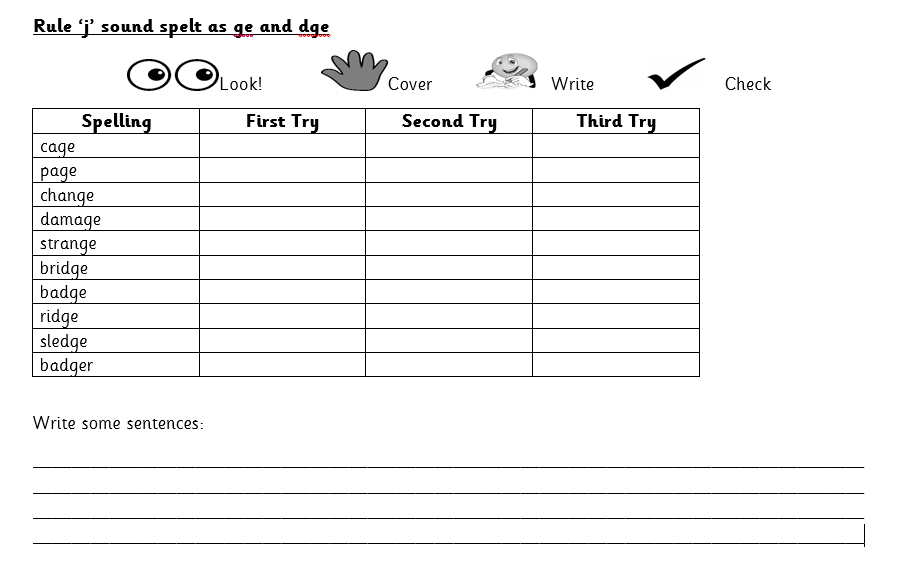 Rule ‘j’ sound spelt as ge and dge
Look! Cover Write Check
Spelling First Try Second Try Third Try
cage
page
change
damage
strange
bridge
badge
ridge
sledge
badger
Write some sentences: